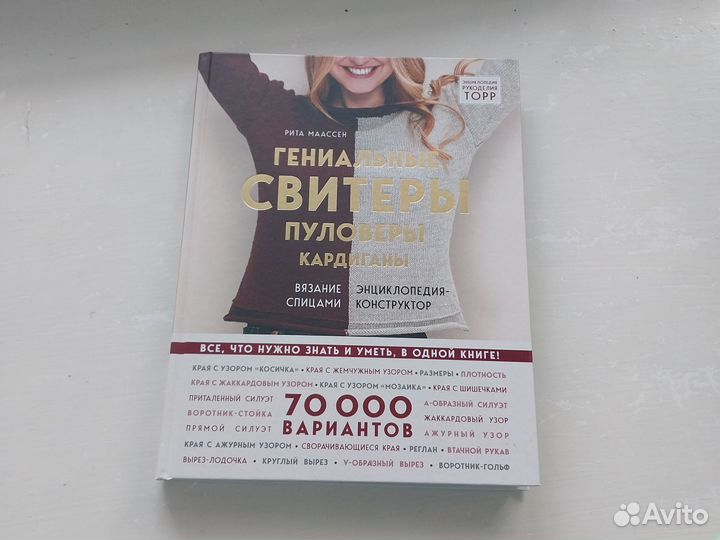 ЭНЦИКЛОПЕДИЯ
РУКОДЕЛИЯ
ТОРР
РИТА МААССЕН
ГЕНИАЛЬНЫЕ
СВИТЕРЫ
ПУЛОВЕРЫ
КАРДИГАНЫ
ВЯЗАНИЕ СПИЦАМИ
ЭНЦИКЛОПЕДИЯ-КОНСТРУКТОР
ВСЕ, ЧТО НУЖНО ЗНАТЬ И УМЕТЬ, В ОДНОЙ КНИГЕ!
КРАЯ С УЗОРОМ «КОСИЧКА» • КРАЯ С ЖЕМЧУЖНЫМ УЗОРОМ • РАЗМЕРЫ • ПЛОТНОСТЬ
КРАЯ С ЖАККАРДОВЫМ УЗОРОМ • КРАЯ С УЗОРОМ «МОЗАИКА» • КРАЯ С ШИШЕЧКАМИ
ПРИТАЛЕННЫЙ СИЛУЭТ
ВОРОТНИК-СТОЙКА
ПРЯМОЙ СИЛУЭТ
70 000
ВАРИАНТОВ
А-ОБРАЗНЫЙ СИЛУЭТ
ЖАККАРДОВЫЙ УЗОР
АЖУРНЫЙ УЗОР
КРАЯ С АЖУРНЫМ УЗОРОМ • СВОРАЧИВАЮЩИЕСЯ КРАЯ • РЕГЛАН • ВТАЧНОЙ РУКАВ
ВЫРЕЗ-ЛОДОЧКА • КРУГЛЫЙ ВЫРЕЗ • V-ОБРАЗНЫЙ ВЫРЕЗ • ВОРОТНИК-ГОЛЬФ
Avito